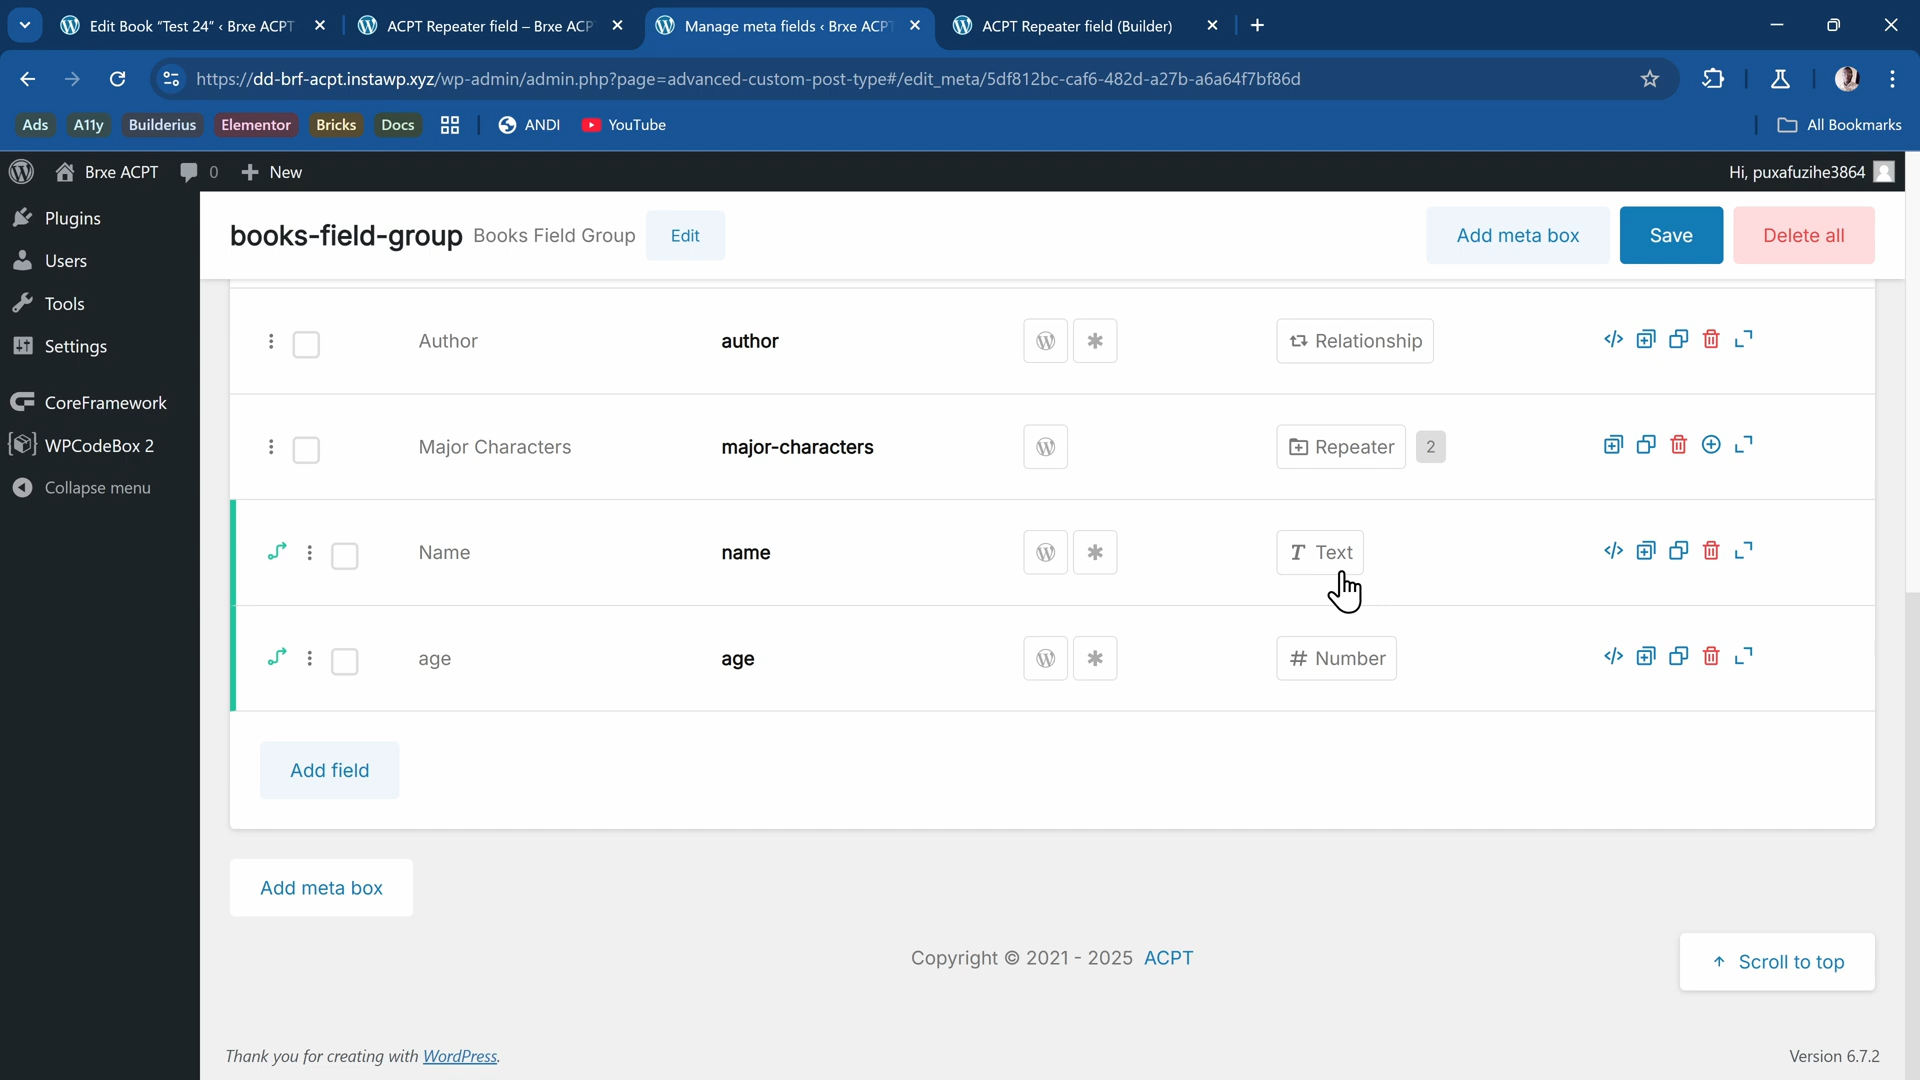 Edit Book "Test 24" ‹ Brxe ACPT
ACPT Repeater field – Brxe ACP
Manage meta fields ‹ Brxe ACPT
ACPT Repeater field (Builder)
https://dd-brf-acpt.instawp.xyz/wp-admin/admin.php?page=advanced-custom-post-type#/edit_meta/5df812bc-caf6-482d-a27b-a6a64f7bf86d
Ads A11y Builderius Elementor Bricks Docs ANDI YouTube All Bookmarks
Brxe ACPT 0 New Hi, puxafuzihe3864
Plugins
Users
Tools
Settings
CoreFramework
WPCodeBox 2
Collapse menu
books-field-group Books Field Group Edit Add meta box Save Delete all
Author author Relationship
Major Characters major-characters Repeater 2
Name name T Text
age age # Number
Add field
Add meta box
Copyright © 2021 - 2025 ACPT
Scroll to top
Thank you for creating with WordPress. Version 6.7.2